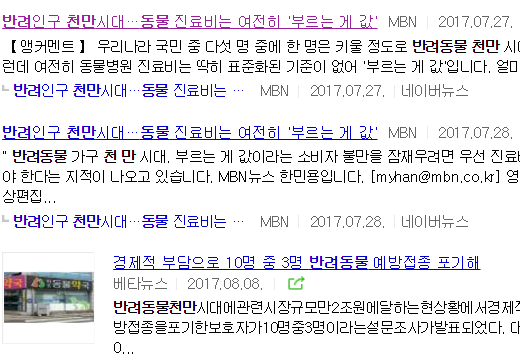 반려인구 천만시대…동물 진료비는 여전히 '부르는 게 값' MBN 2017.07.27.
【 앵커멘트 】 우리나라 국민 중 다섯 명 중에 한 명은 키울 정도로 반려동물 천만 시
런데 여전히 동물병원 진료비는 딱히 표준화된 기준이 없어 '부르는 게 값'입니다. 얼마
반려인구 천만시대…동물 진료비는 … MBN 2017.07.27. 네이버뉴스
반려인구 천만시대…동물 진료비는 여전히 '부르는 게 값' MBN 2017.07.28.
" 반려동물 가구 천 만 시대. 부르는 게 값이라는 소비자 불만을 잠재우려면 우선 진료비
야 한다는 지적이 나오고 있습니다. MBN뉴스 한민용입니다. [myhan@mbn.co.kr] 영
상편집...
반려인구 천만시대…동물 진료비는 … MBN 2017.07.28. 네이버뉴스
경제적 부담으로 10명 중 3명 반려동물 예방접종 포기해
베타뉴스 2017.08.08.
반려동물천만시대에관련시장규모만2조원에달하는현상황에서경제적
방접종을포기한보호자가10명중3명이라는설문조사가발표되었다. 대
0...